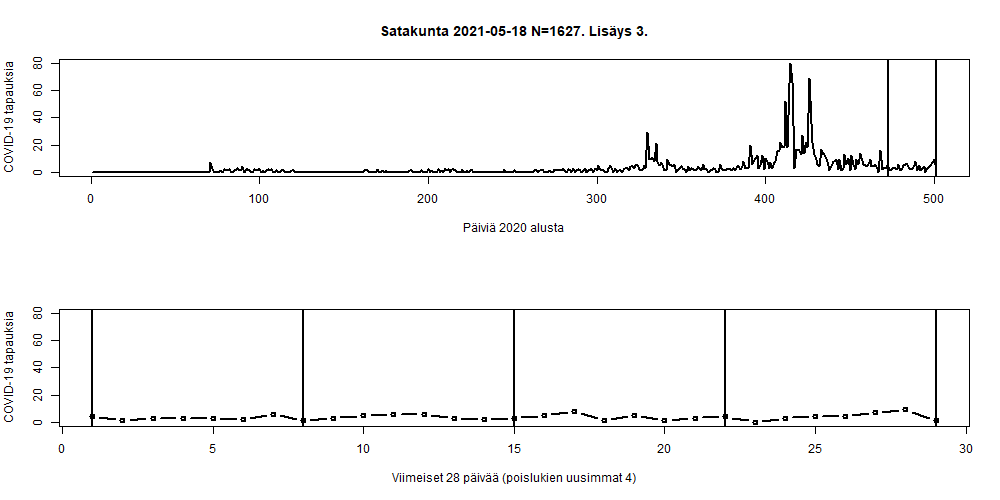 Satakunta 2021-05-18 N=1627. Lisäys 3.
COVID-19 tapauksia
0 20 40 60 80
0 100 200 300 400 500
Päiviä 2020 alusta
COVID-19 tapauksia
0 20 40 60 80
0 5 10 15 20 25 30
Viimeiset 28 päivää (poislukien uusimmat 4)